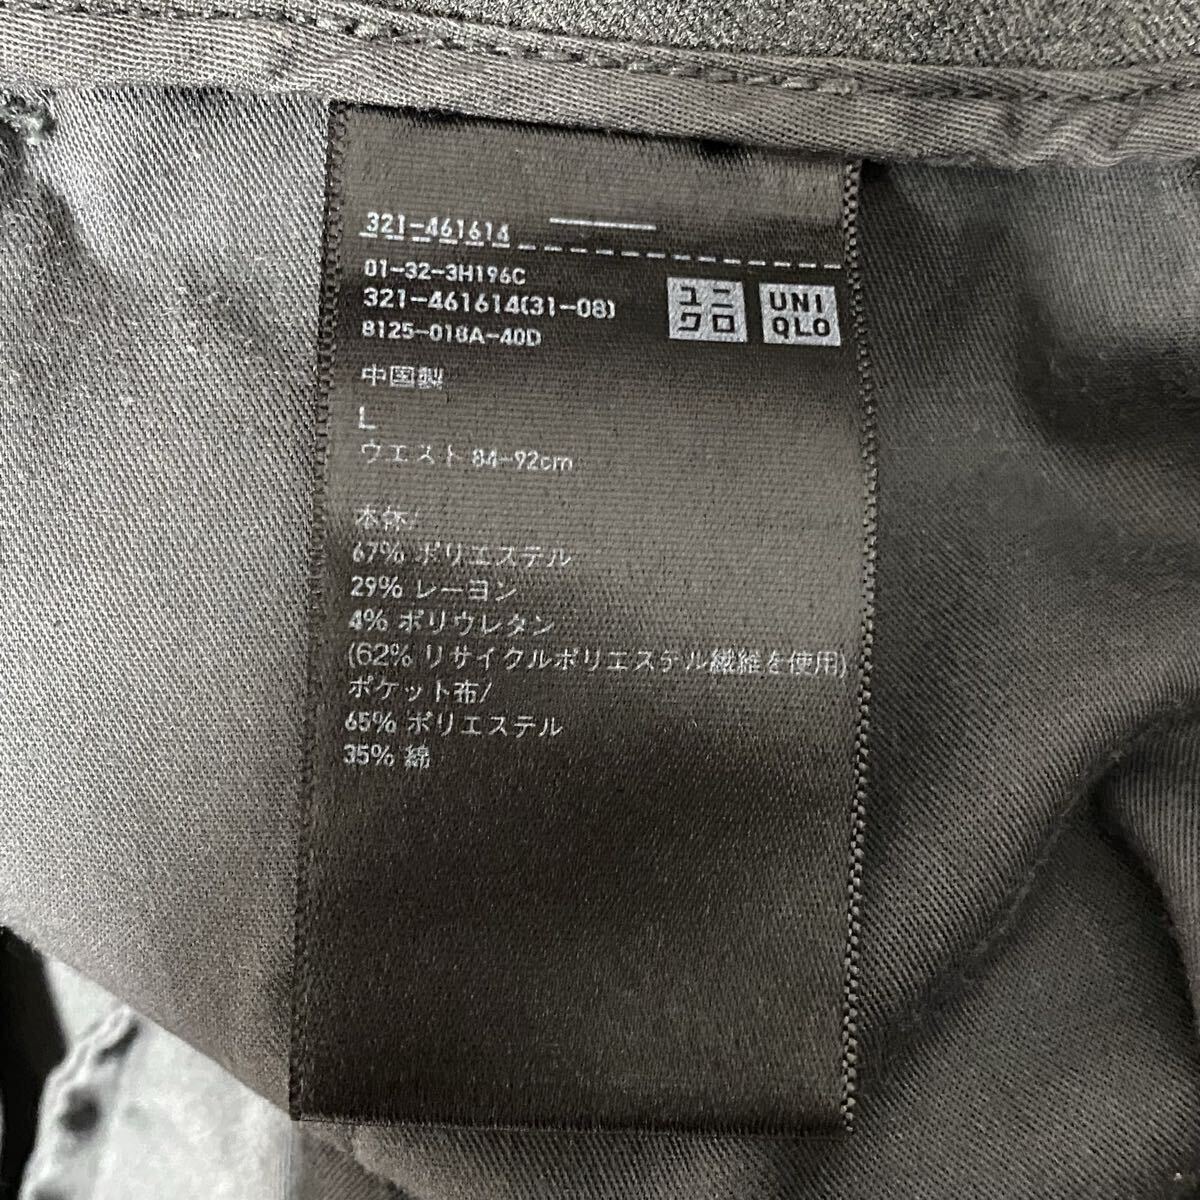 321-461614
01-32-3H196C
321-461614(31-08)
8125-018A-40D
ユニ
クロ
UNI
QLO
中国製
L
ウエスト 84-92cm
本体/
67% ポリエステル
29% レーヨン
4% ポリウレタン
(62% リサイクルポリエステル繊維を使用)
ポケット布/
65% ポリエステル
35% 綿